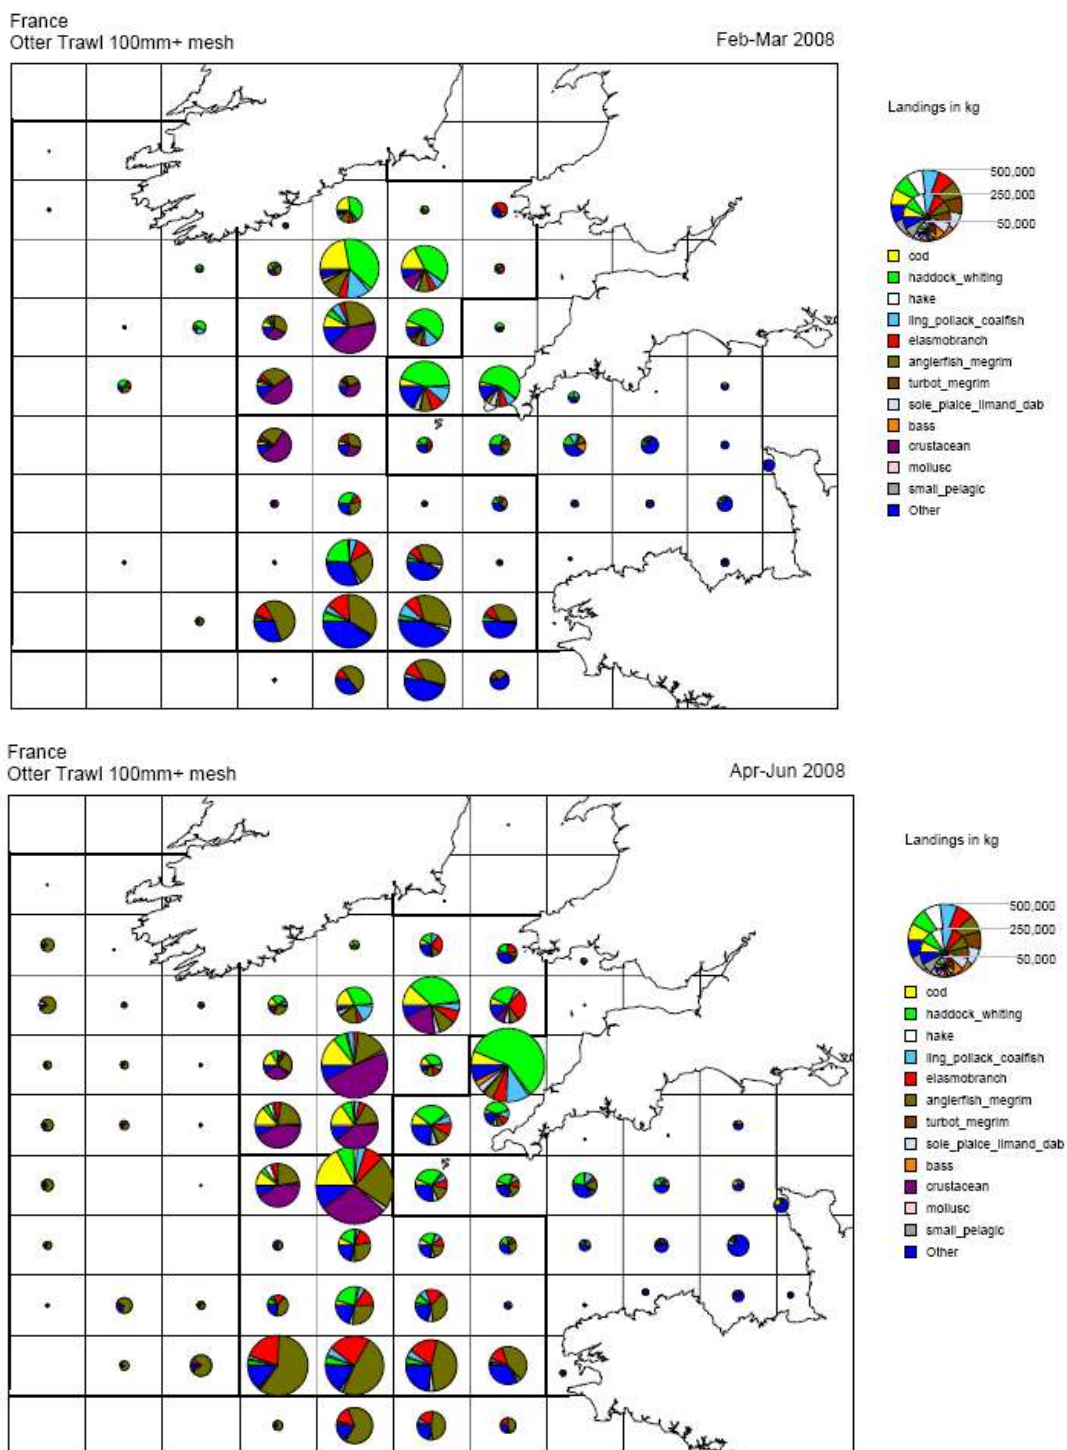 France
Otter Trawl 100mm+ mesh
Feb-Mar 2008
Landings in kg
500,000
250,000
50,000
cod
haddock_whiting
hake
ling_pollack_coalfish
elasmobranch
anglerfish_megrim
turbot_megrim
sole_plaice_limand_dab
bass
crustacean
mollusc
small_pelagic
Other
France
Otter Trawl 100mm+ mesh
Apr-Jun 2008
Landings in kg
500,000
250,000
50,000
cod
haddock_whiting
hake
ling_pollack_coalfish
elasmobranch
anglerfish_megrim
turbot_megrim
sole_plaice_limand_dab
bass
crustacean
mollusc
small_pelagic
Other